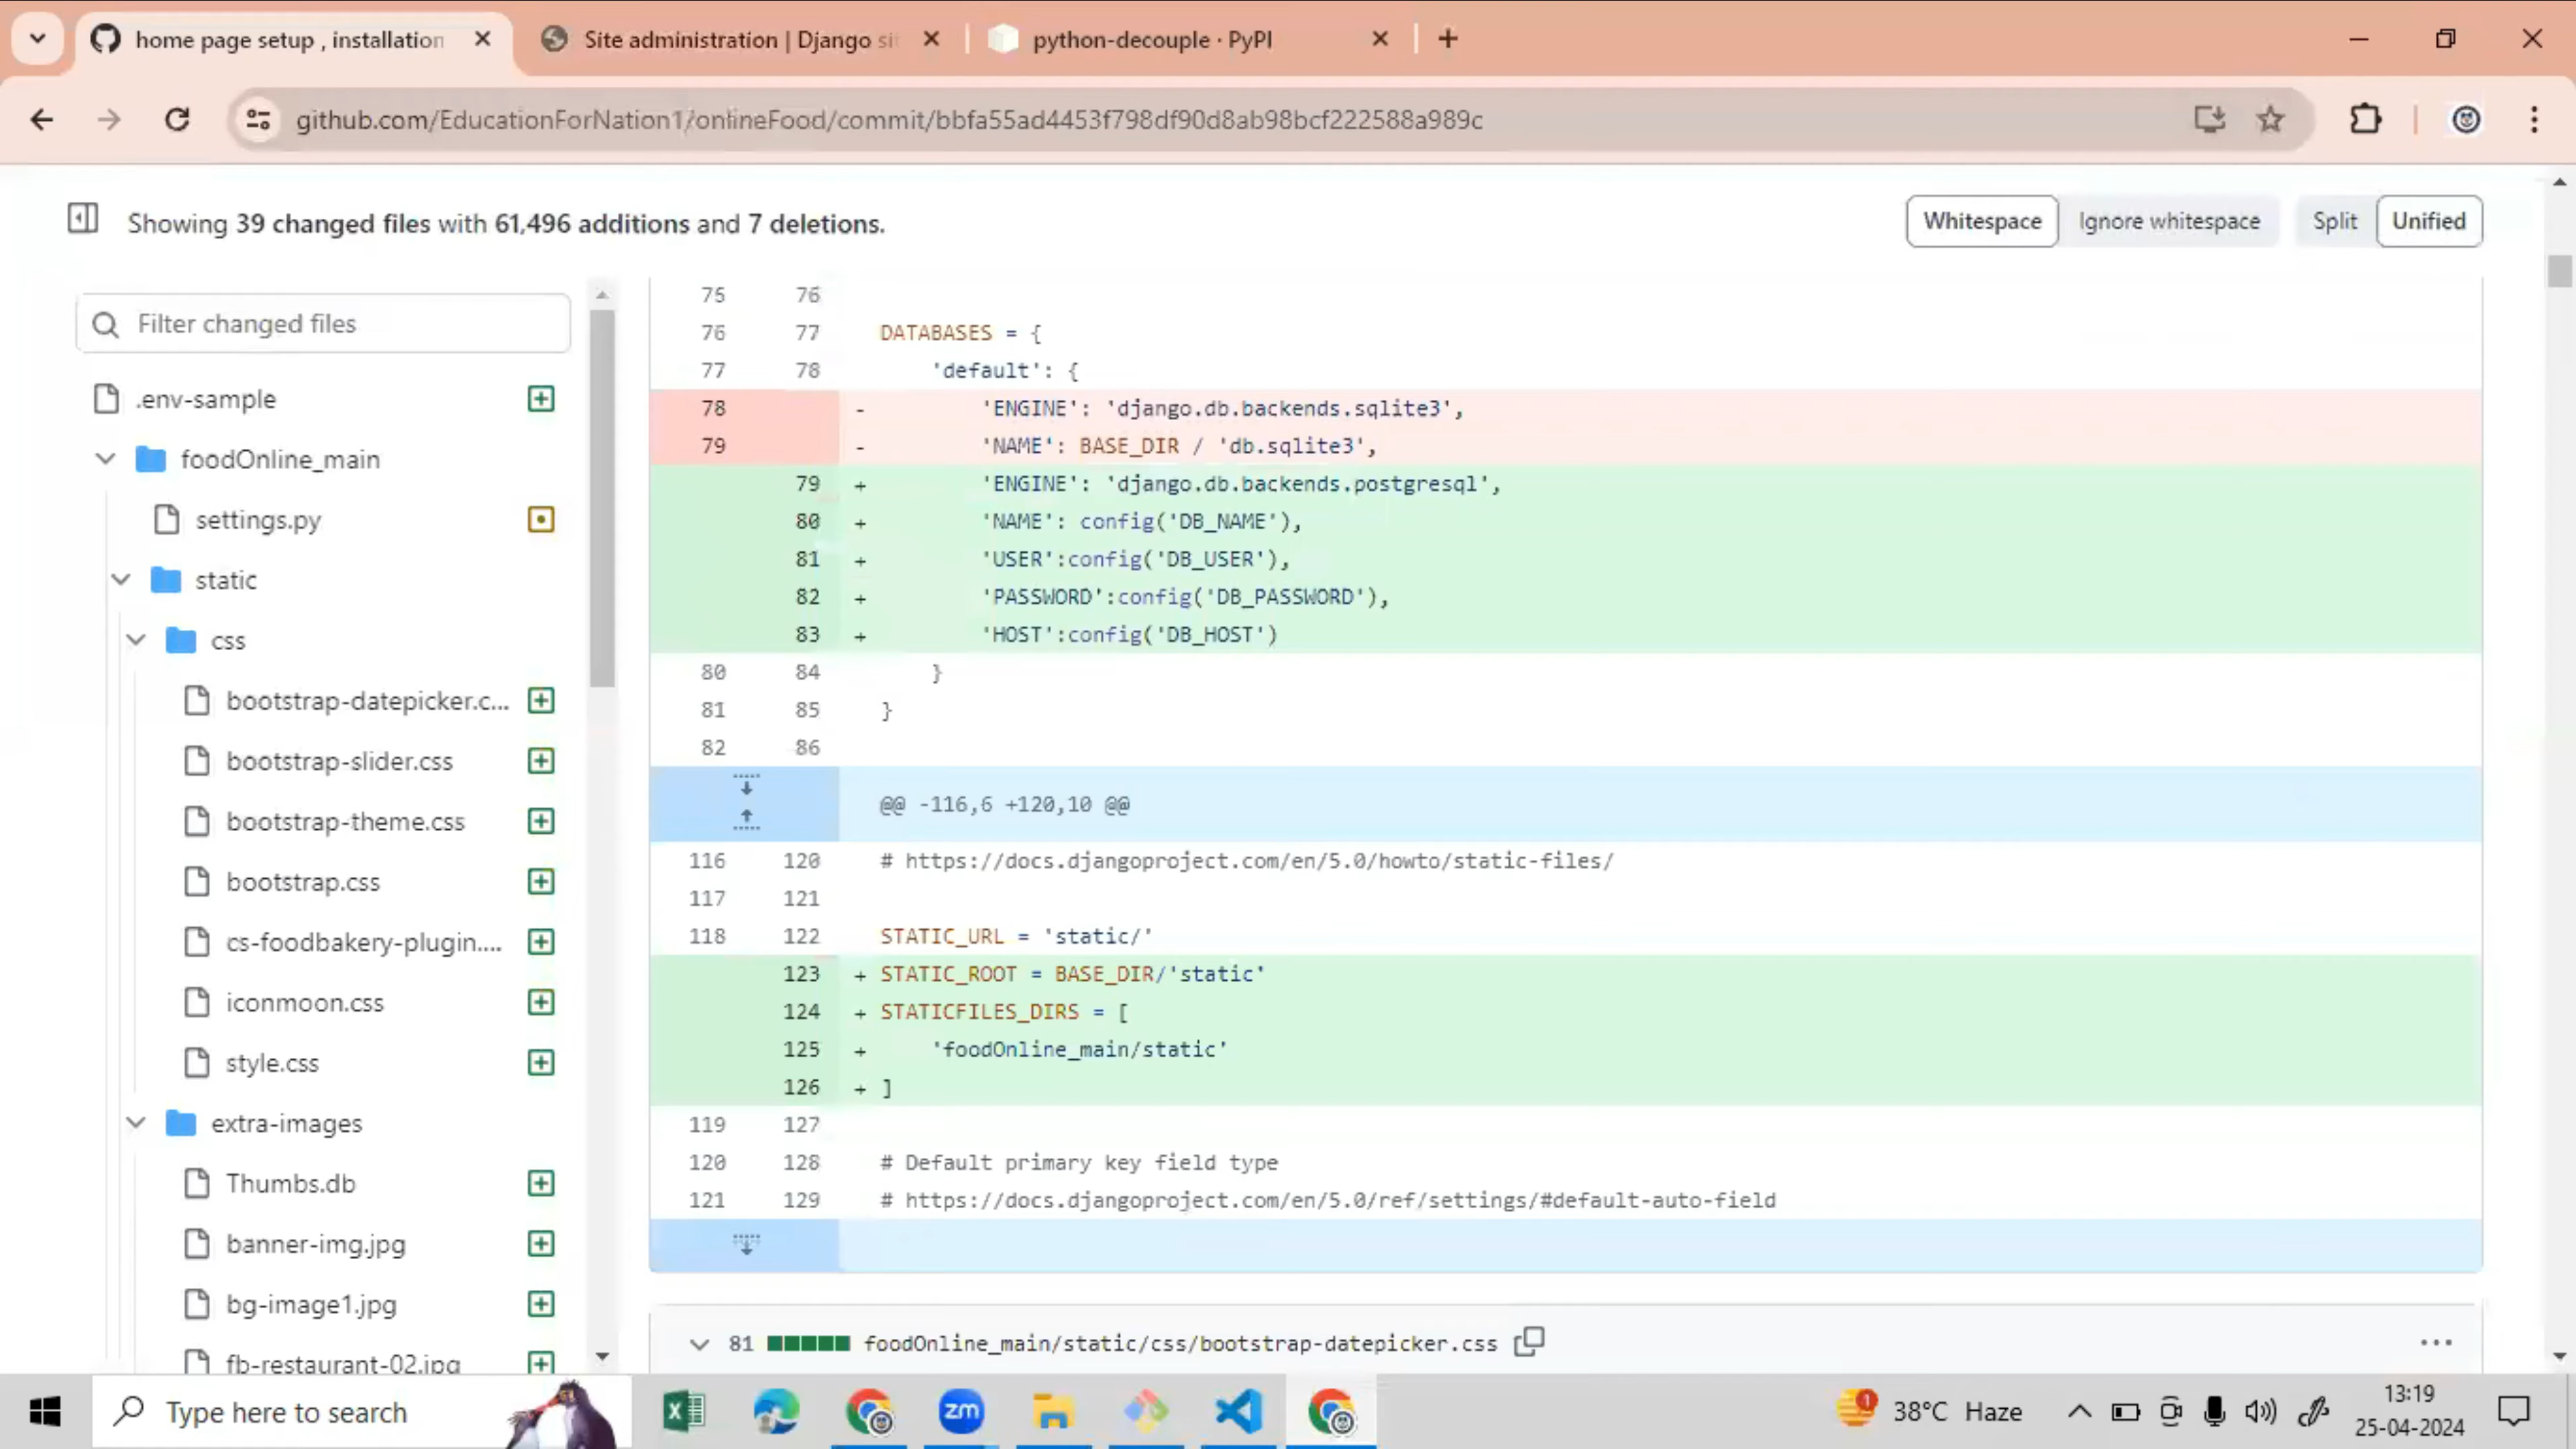 home page setup , installation
Site administration | Django si
python-decouple · PyPI
github.com/EducationForNation1/onlineFood/commit/bbfa55ad4453f798df90d8ab98bcf222588a989c
Showing 39 changed files with 61,496 additions and 7 deletions.
Whitespace
Ignore whitespace
Split
Unified
Filter changed files
.env-sample
foodOnline_main
settings.py
static
css
bootstrap-datepicker.c...
bootstrap-slider.css
bootstrap-theme.css
bootstrap.css
cs-foodbakery-plugin....
iconmoon.css
style.css
extra-images
Thumbs.db
banner-img.jpg
bg-image1.jpg
fb-restaurant-02.jpg
75 76
76 77 DATABASES = {
77 78 'default': {
78 - 'ENGINE': 'django.db.backends.sqlite3',
79 - 'NAME': BASE_DIR / 'db.sqlite3',
79 + 'ENGINE': 'django.db.backends.postgresql',
80 + 'NAME': config('DB_NAME'),
81 + 'USER':config('DB_USER'),
82 + 'PASSWORD':config('DB_PASSWORD'),
83 + 'HOST':config('DB_HOST')
80 84 }
81 85 }
82 86
@@ -116,6 +120,10 @@
116 120 # https://docs.djangoproject.com/en/5.0/howto/static-files/
117 121
118 122 STATIC_URL = 'static/'
123 + STATIC_ROOT = BASE_DIR/'static'
124 + STATICFILES_DIRS = [
125 + 'foodOnline_main/static'
126 + ]
119 127
120 128 # Default primary key field type
121 129 # https://docs.djangoproject.com/en/5.0/ref/settings/#default-auto-field
81 foodOnline_main/static/css/bootstrap-datepicker.css
Type here to search
zm
1
38°C Haze
13:19
25-04-2024